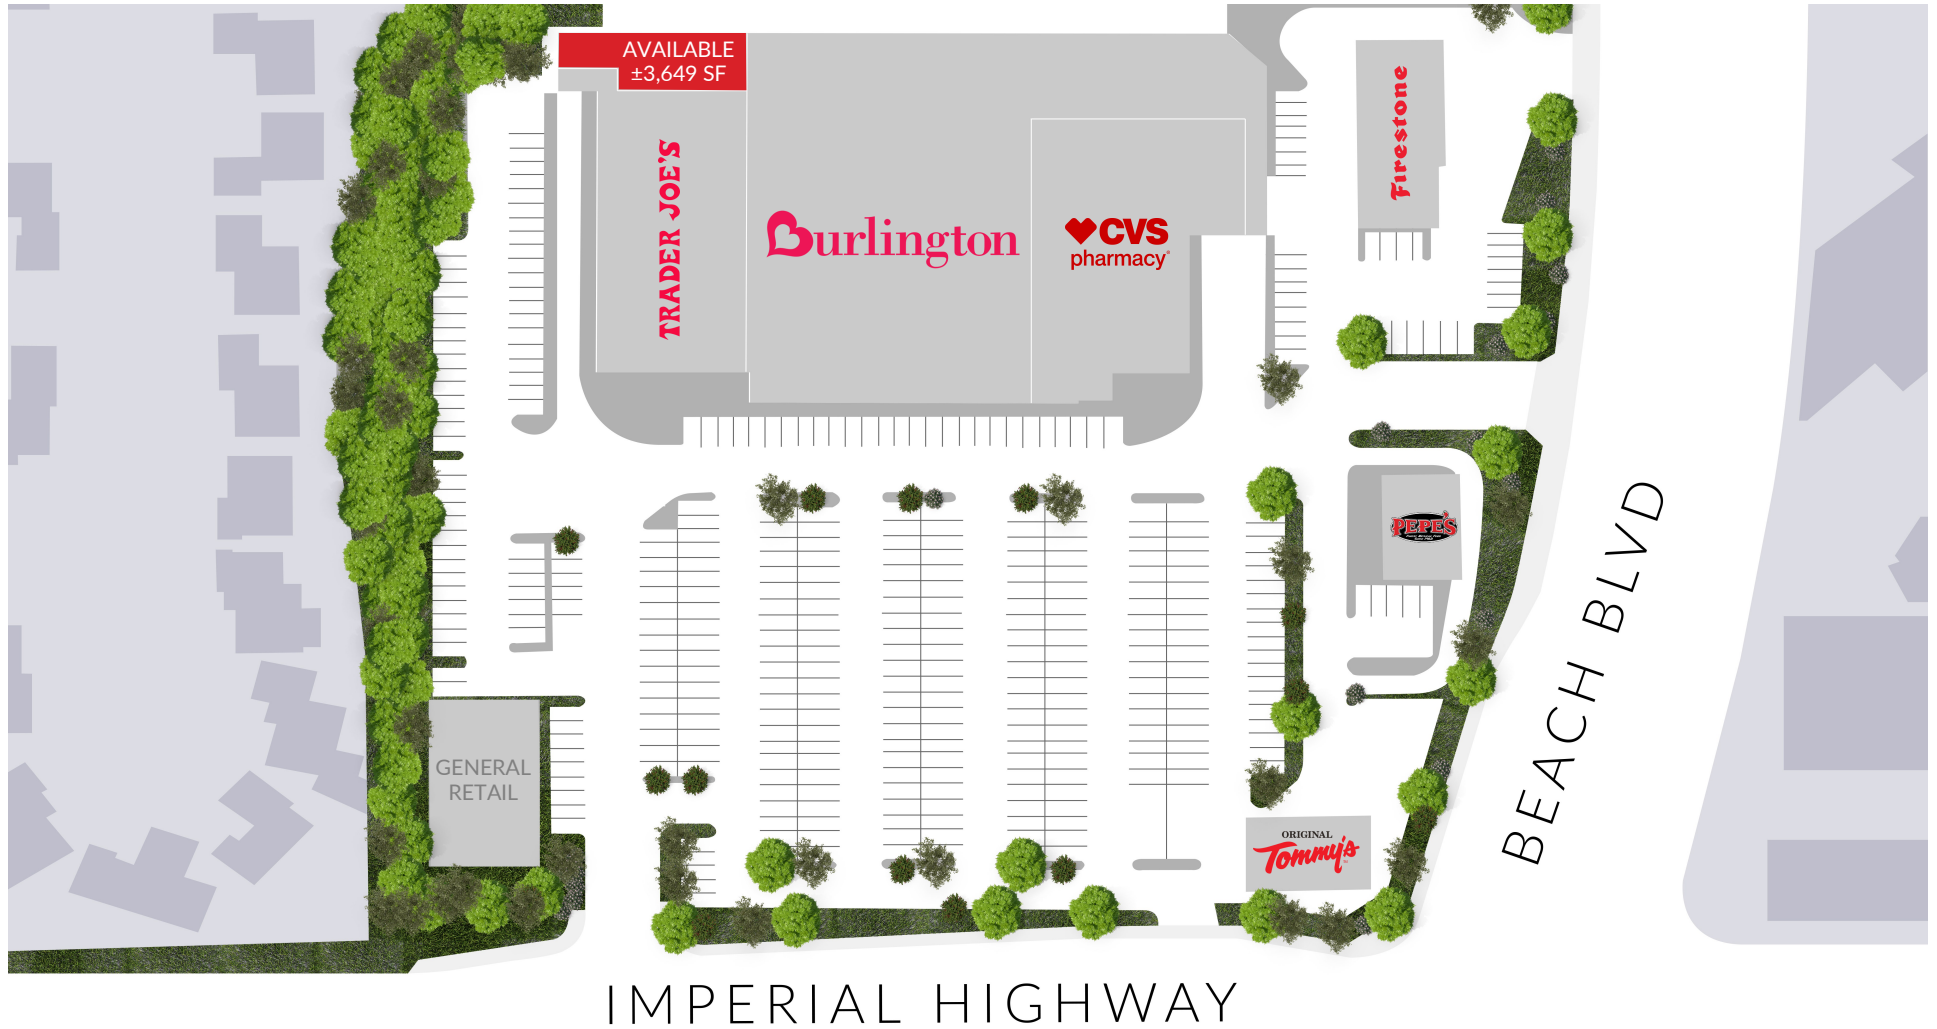 AVAILABLE
±3,649 SF
TRADER JOE'S
Burlington
CVS
pharmacy
Firestone
PEPE'S
GENERAL
RETAIL
ORIGINAL
Tommy's
BEACH BLVD
IMPERIAL HIGHWAY